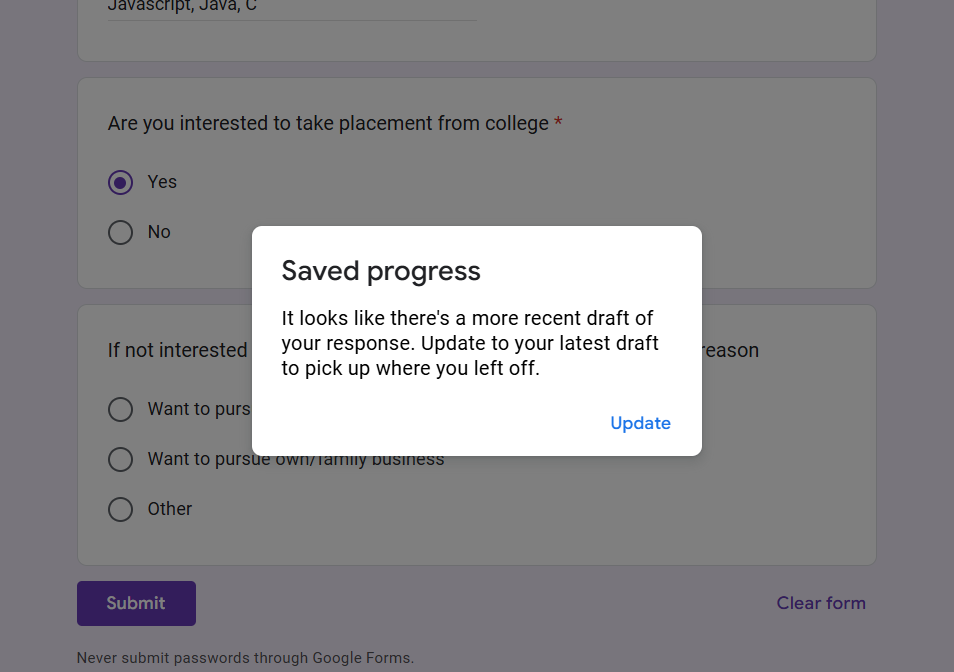 Javascript, Java, C
Are you interested to take placement from college *
Yes
No
Saved progress
It looks like there's a more recent draft of
your response. Update to your latest draft
to pick up where you left off.
Update
If not interested reason
Want to purs
Want to pursue own/family business
Other
Submit
Clear form
Never submit passwords through Google Forms.